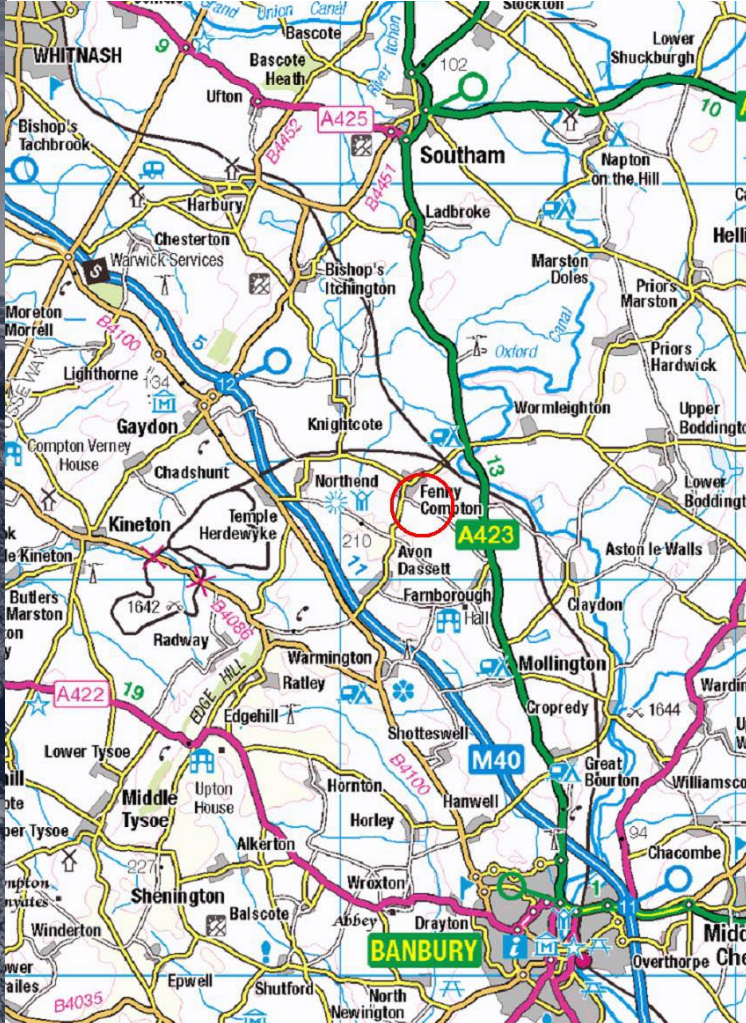 Grand Union Canal
Bascote
Stockton
WHITNASH
9
Bascote
Heath
River Itchen
102
Lower
Shuckburgh
Ufton
A425
10
Bishop's
Tachbrook
B4452
B4451
Southam
Napton
on the Hill
Harbury
Ladbroke
Chesterton
S
Warwick Services
Bishop's
Itchington
Marston
Doles
Priors
Marston
Moreton
Morrell
B4100
5
Oxford
Canal
Lighthorne
134
12
Priors
Hardwick
Gaydon
Knightcote
Wormleighton
Upper
Boddington
Compton Verney
House
Chadshunt
13
Northend
Fenny
Compton
Lower
Kineton
Temple
Herdewyke
210
A423
11
Avon
Dassett
Aston le Walls
Butlers
Marston
1642
B4086
Farnborough
Hall
Claydon
Radway
Warmington
Mollington
A422
19
EDGE HILL
Ratley
Cropredy
1644
Edgehill
Shotteswell
Lower Tysoe
M40
Great
Bourton
Upton
House
B4100
Middle
Tysoe
Hornton
Hanwell
Horley
94
Alkerton
Chacombe
227
Wroxton
Shenington
1
11
Balscote
Abbey
Drayton
Winderton
BANBURY
i
Overthorpe
Epwell
Shutford
North
Newington
B4035